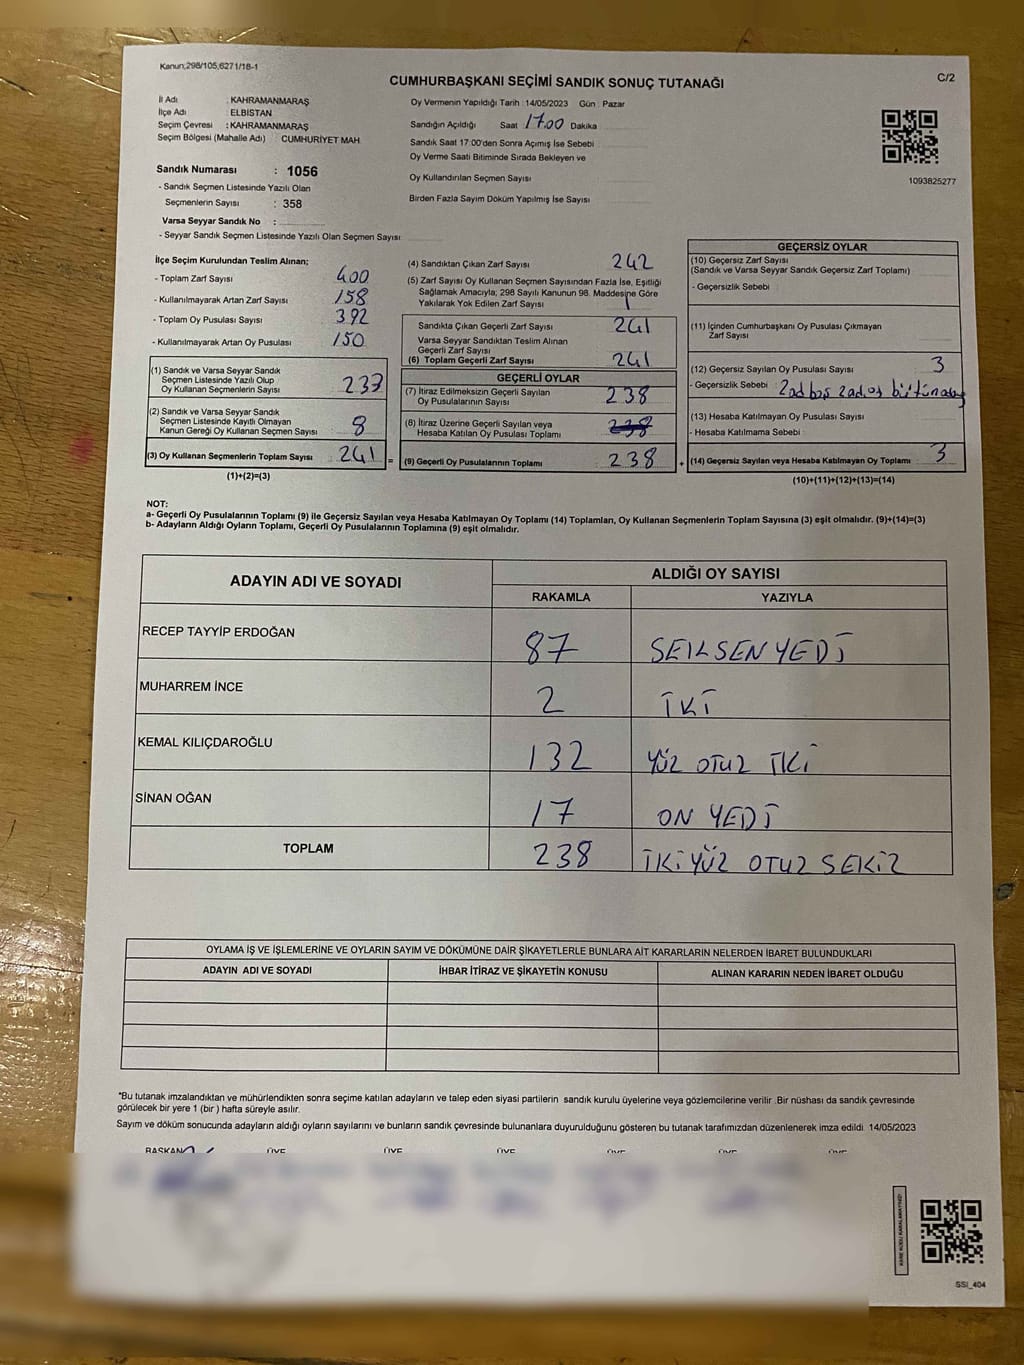 Kanun;298/105,6271/18-1
CUMHURBAŞKANI SEÇİMİ SANDIK SONUÇ TUTANAĞI
C/2
İl Adı : KAHRAMANMARAŞ
İlçe Adı : ELBİSTAN
Seçim Çevresi : KAHRAMANMARAŞ
Seçim Bölgesi (Mahalle Adı) : CUMHURİYET MAH.
Sandık Numarası : 1056
- Sandık Seçmen Listesinde Yazılı Olan
Seçmenlerin Sayısı : 358
Varsa Seyyar Sandık No :
- Seyyar Sandık Seçmen Listesinde Yazılı Olan Seçmen Sayısı
Oy Vermenin Yapıldığı Tarih : 14/05/2023 Gün : Pazar
Sandığın Açıldığı Saat 17.00 Dakika
Sandık Saat 17:00'den Sonra Açımış İse Sebebi
Oy Verme Saati Bitiminde Sırada Bekleyen ve
Oy Kullandırılan Seçmen Sayısı
Birden Fazla Sayım Döküm Yapılmış İse Sayısı
1093825277
İlçe Seçim Kurulundan Teslim Alınan;
- Toplam Zarf Sayısı 400
- Kullanılmayarak Artan Zarf Sayısı 158
- Toplam Oy Pusulası Sayısı 392
- Kullanılmayarak Artan Oy Pusulası 150
(1) Sandık ve Varsa Seyyar Sandık
Seçmen Listesinde Yazılı Olup
Oy Kullanan Seçmenlerin Sayısı 233
(2) Sandık ve Varsa Seyyar Sandık
Seçmen Listesinde Kayıtlı Olmayan
Kanun Gereği Oy Kullanan Seçmen Sayısı 8
(3) Oy Kullanan Seçmenlerin Toplam Sayısı 241 =
(1)+(2)=(3)
(4) Sandıktan Çıkan Zarf Sayısı 242
(5) Zarf Sayısı Oy Kullanan Seçmen Sayısından Fazla İse, Eşitliği
Sağlamak Amacıyla; 298 Sayılı Kanunun 98. Maddesine Göre
Yakılarak Yok Edilen Zarf Sayısı 1
Sandıkta Çıkan Geçerli Zarf Sayısı 241
Varsa Seyyar Sandıktan Teslim Alınan
Geçerli Zarf Sayısı
(6) Toplam Geçerli Zarf Sayısı 241
GEÇERLİ OYLAR
(7) İtiraz Edilmeksizin Geçerli Sayılan
Oy Pusulalarının Sayısı 238
(8) İtiraz Üzerine Geçerli Sayılan veya
Hesaba Katılan Oy Pusulası Toplamı 238
(9) Geçerli Oy Pusulalarının Toplamı 238 +
GEÇERSİZ OYLAR
(10) Geçersiz Zarf Sayısı
(Sandık ve Varsa Seyyar Sandık Geçersiz Zarf Toplamı)
- Geçersizlik Sebebi :
(11) İçinden Cumhurbaşkanı Oy Pusulası Çıkmayan
Zarf Sayısı
(12) Geçersiz Sayılan Oy Pusulası Sayısı 3
- Geçersizlik Sebebi :
(13) Hesaba Katılmayan Oy Pusulası Sayısı
- Hesaba Katılmama Sebebi :
(14) Geçersiz Sayılan veya Hesaba Katılmayan Oy Toplamı 3
(10)+(11)+(12)+(13)=(14)
NOT:
a- Geçerli Oy Pusulalarının Toplamı (9) ile Geçersiz Sayılan veya Hesaba Katılmayan Oy Toplamı (14) Toplamları, Oy Kullanan Seçmenlerin Toplam Sayısına (3) eşit olmalıdır. (9)+(14)=(3)
b- Adayların Aldığı Oyların Toplamı, Geçerli Oy Pusulalarının Toplamına (9) eşit olmalıdır.
ADAYIN ADI VE SOYADI ALDIĞI OY SAYISI
RAKAMLA YAZIYLA
RECEP TAYYİP ERDOĞAN 87 SEILSEN YEDİ
MUHARREM İNCE 2 İKİ
KEMAL KILIÇDAROĞLU 132 YÜZ OTUZ İKİ
SİNAN OĞAN 17 ON YEDİ
TOPLAM 238 İKİ YÜZ OTUZ SEKİZ
OYLAMA İŞ VE İŞLEMLERİNE VE OYLARIN SAYIM VE DÖKÜMÜNE DAİR ŞİKAYETLERLE BUNLARA AİT KARARLARIN NELERDEN İBARET BULUNDUKLARI
ADAYIN ADI VE SOYADI İHBAR İTİRAZ VE ŞİKAYETİN KONUSU ALINAN KARARIN NEDEN İBARET OLDUĞU
*Bu tutanak imzalandıktan ve mühürlendikten sonra seçime katılan adayların ve talep eden siyasi partilerin sandık kurulu üyelerine veya gözlemcilerine verilir .Bir nüshası da sandık çevresinde
görülecek bir yere 1 (bir ) hafta süreyle asılır.
Sayım ve döküm sonucunda adayların aldığı oyların sayılarını ve bunların sandık çevresinde bulunanlara duyurulduğunu gösteren bu tutanak tarafımızdan düzenlenerek imza edildi. 14/05/2023
BAŞKAN ÜYE ÜYE ÜYE ÜYE ÜYE ÜYE
KARE KODU KARALAMAYINIZ!
SSI_404